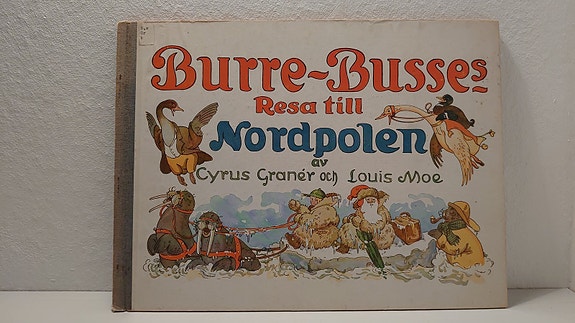 Burre-Busses
Resa till
Nordpolen
av
Cyrus Granér och Louis Moe